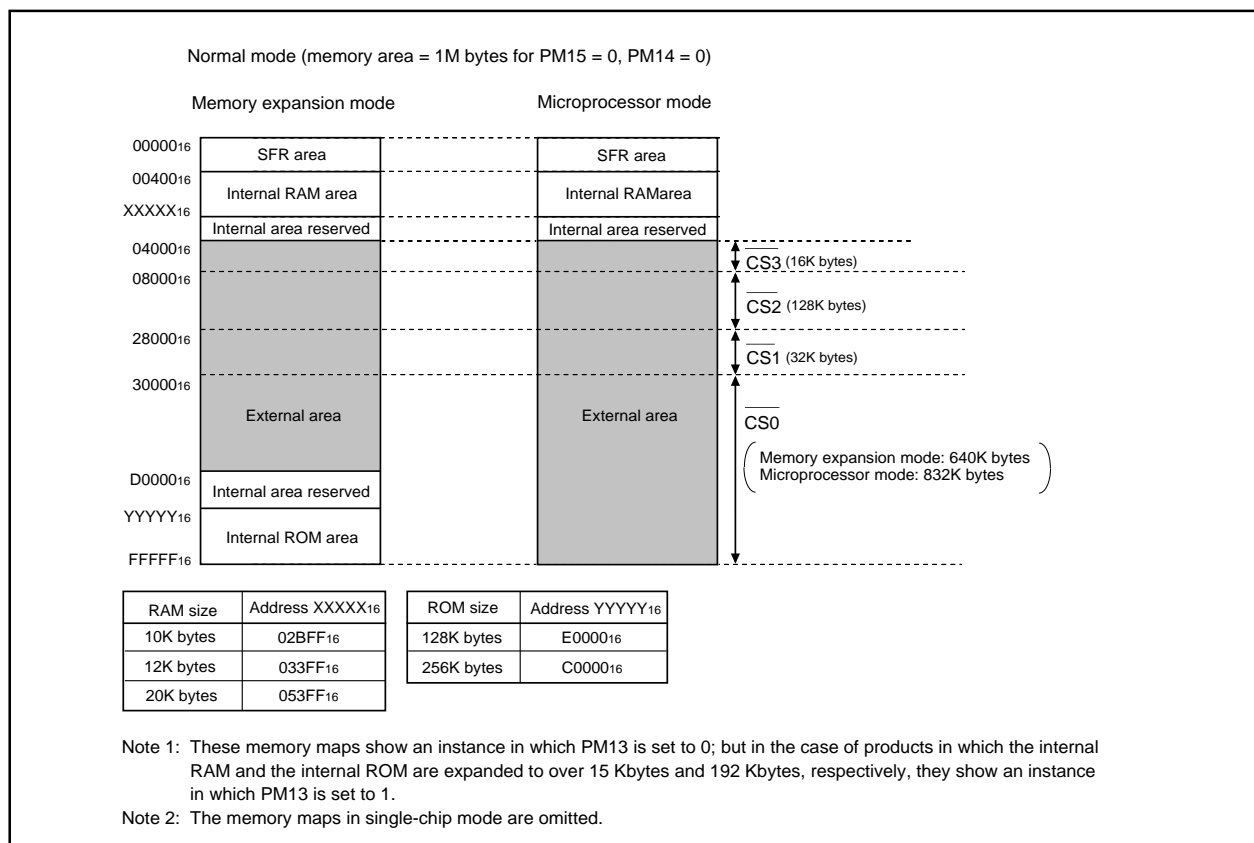 Normal mode (memory area = 1M bytes for PM15 = 0, PM14 = 0)
Memory expansion mode
Microprocessor mode
0000016
SFR area
SFR area
0040016
Internal RAM area
Internal RAMarea
XXXXX16
Internal area reserved
Internal area reserved
0400016
CS3 (16K bytes)
0800016
CS2 (128K bytes)
2800016
CS1 (32K bytes)
3000016
External area
External area
CS0
Memory expansion mode: 640K bytes
Microprocessor mode: 832K bytes
D000016
Internal area reserved
YYYYY16
Internal ROM area
FFFFF16
RAM size Address XXXXX16
10K bytes 02BFF16
12K bytes 033FF16
20K bytes 053FF16
ROM size Address YYYYY16
128K bytes E000016
256K bytes C000016
Note 1: These memory maps show an instance in which PM13 is set to 0; but in the case of products in which the internal
RAM and the internal ROM are expanded to over 15 Kbytes and 192 Kbytes, respectively, they show an instance
in which PM13 is set to 1.
Note 2: The memory maps in single-chip mode are omitted.